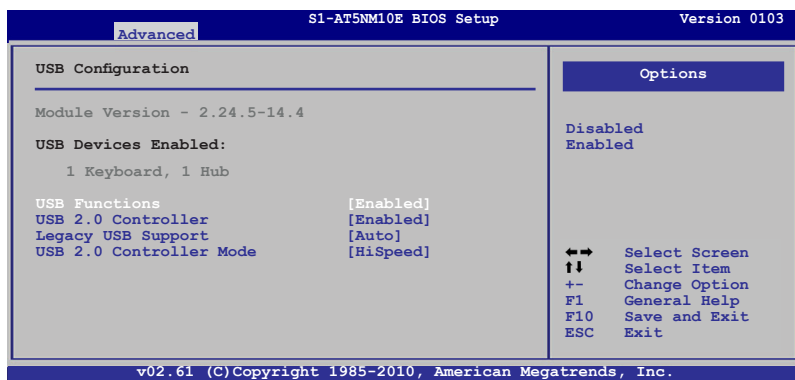 S1-AT5NM10E BIOS Setup Version 0103
Advanced
USB Configuration
Module Version - 2.24.5-14.4
USB Devices Enabled:
1 Keyboard, 1 Hub
USB Functions [Enabled]
USB 2.0 Controller [Enabled]
Legacy USB Support [Auto]
USB 2.0 Controller Mode [HiSpeed]
Options
Disabled
Enabled
←→ Select Screen
↑↓ Select Item
+- Change Option
F1 General Help
F10 Save and Exit
ESC Exit
v02.61 (C)Copyright 1985-2010, American Megatrends, Inc.